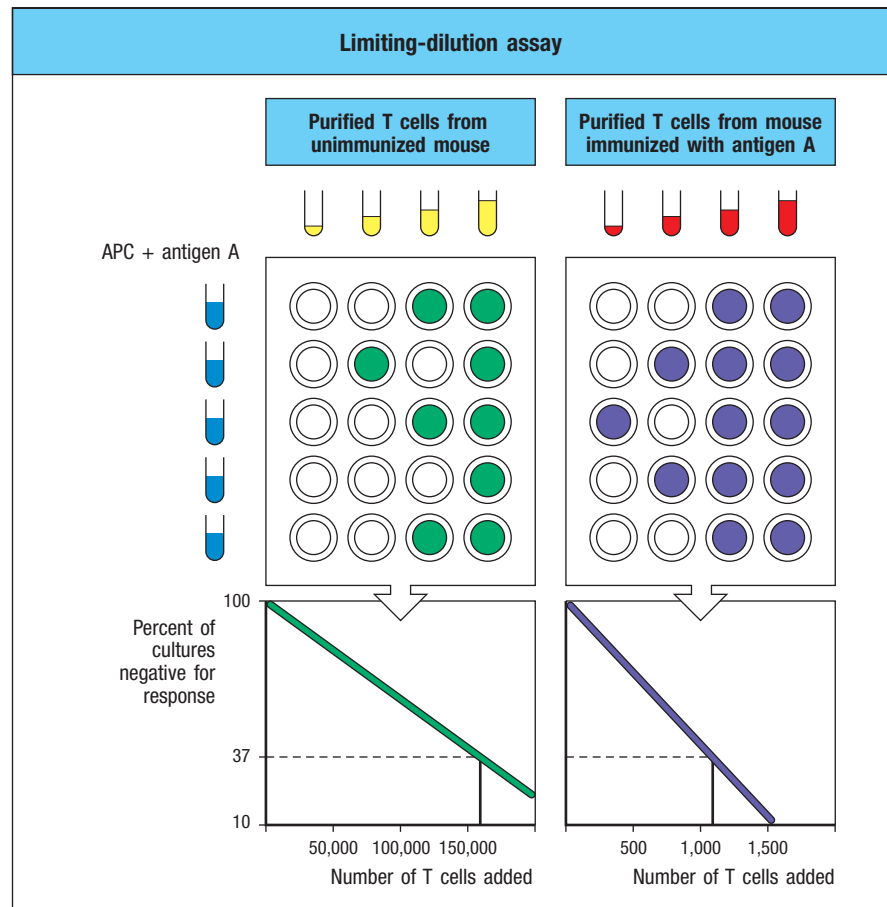 Limiting-dilution assay
Purified T cells from
unimmunized mouse
Purified T cells from mouse
immunized with antigen A
APC + antigen A
100
Percent of
cultures
negative for
response
37
10
50,000 100,000 150,000
Number of T cells added
500 1,000 1,500
Number of T cells added